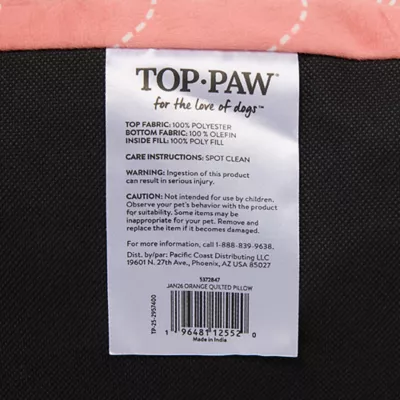 TOP·PAW®
for the love of dogs™
TOP FABRIC: 100% POLYESTER
BOTTOM FABRIC: 100% OLEFIN
INSIDE FILL: 100% POLY FILL
CARE INSTRUCTIONS: SPOT CLEAN
WARNING: Ingestion of this product
can result in serious injury.
CAUTION: Not intended for use by children.
Observe your pet's behavior with the product
for suitability. Some items may be
inappropriate for your pet. Remove and
replace the item if it becomes damaged.
For more information, call 1-888-839-9638.
Dist. by/par: Pacific Coast Distributing LLC
19601 N. 27th Ave., Phoenix, AZ USA 85027
5372847
JAN26 ORANGE QUILTED PILLOW
TP-25-2957400
1 96481 12552 0
Made in India